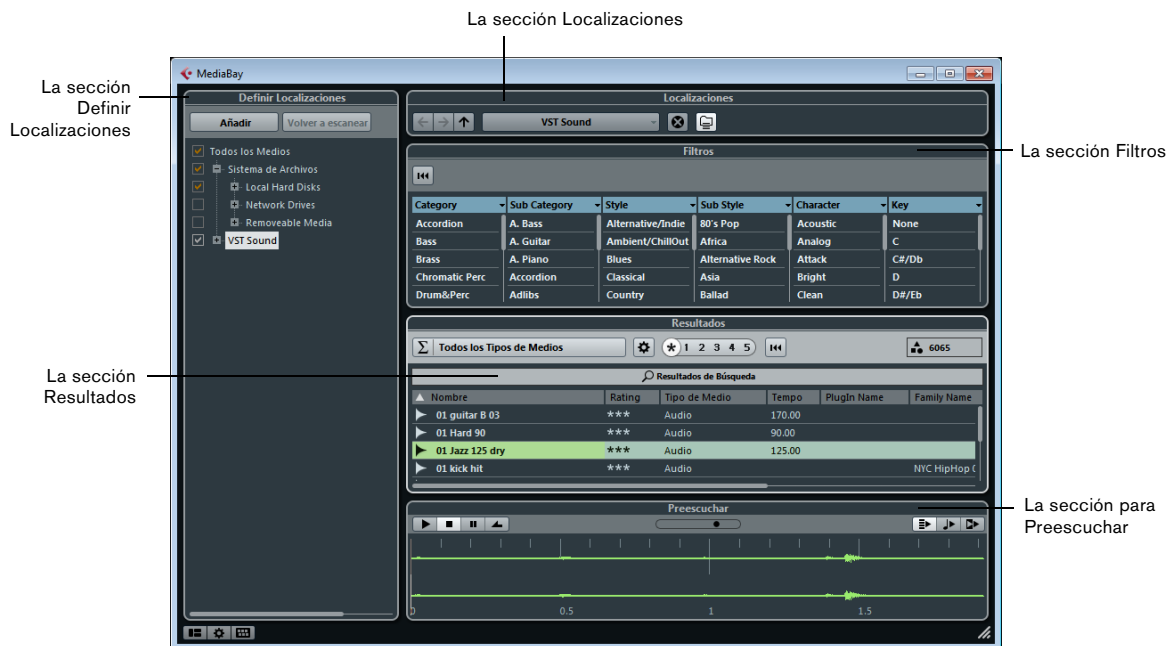 La sección Localizaciones
La sección
Definir
Localizaciones
La sección Filtros
La sección
Resultados
La sección para
Preescuchar
MediaBay
Definir Localizaciones
Añadir
Volver a escanear
Todos los Medios
Sistema de Archivos
Local Hard Disks
Network Drives
Removeable Media
VST Sound
Localizaciones
VST Sound
Filtros
Category Sub Category Style Sub Style Character Key
Accordion A. Bass Alternative/Indie 80's Pop Acoustic None
Bass A. Guitar Ambient/ChillOut Africa Analog C
Brass A. Piano Blues Alternative Rock Attack C#/Db
Chromatic Perc Accordion Classical Asia Bright D
Drum&Perc Adlibs Country Ballad Clean D#/Eb
Resultados
Σ Todos los Tipos de Medios * 1 2 3 4 5 6065
Resultados de Búsqueda
Nombre Rating Tipo de Medio Tempo PlugIn Name Family Name
01 guitar B 03 *** Audio 170.00
01 Hard 90 *** Audio 90.00
01 Jazz 125 dry *** Audio 125.00
01 kick hit *** Audio NYC HipHop
Preescuchar
0 0.5 1 1.5